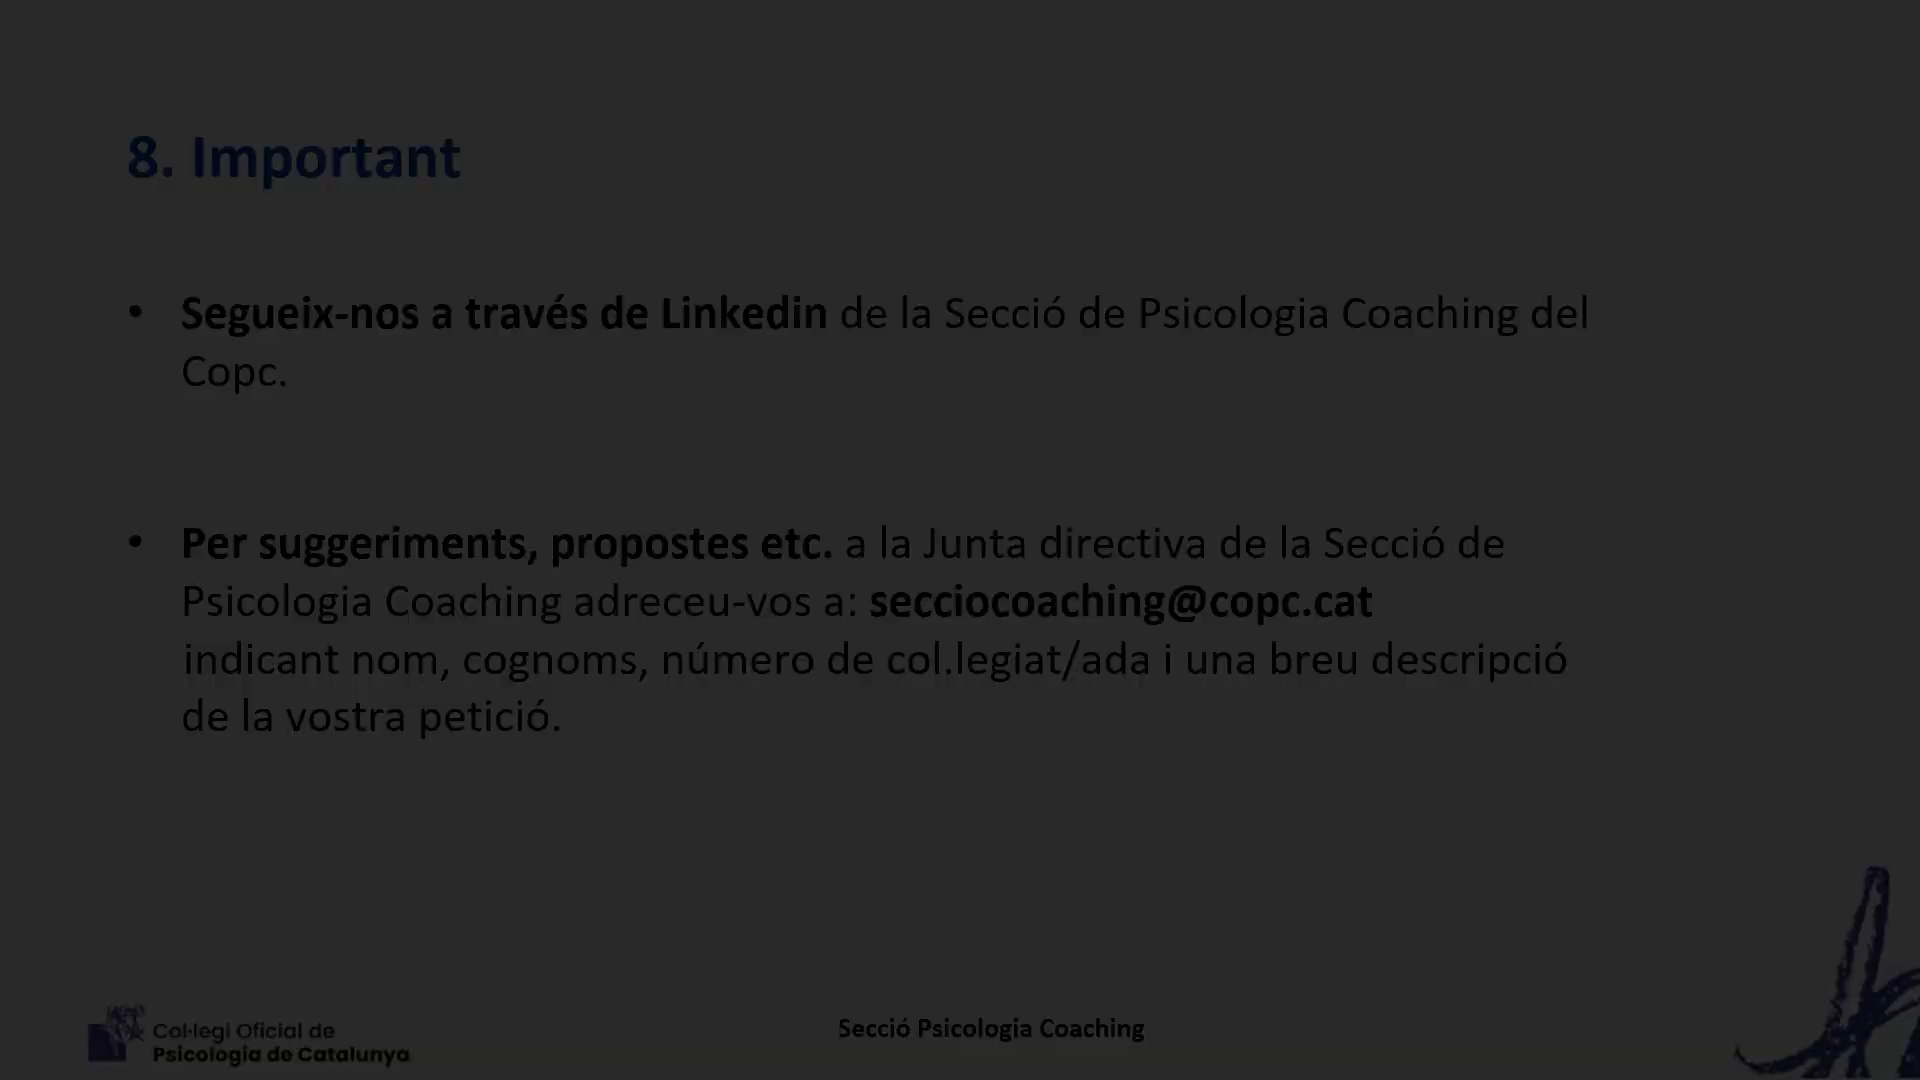 8. Important
• Segueix-nos a través de Linkedin de la Secció de Psicologia Coaching del
Copc.
• Per suggeriments, propostes etc. a la Junta directiva de la Secció de
Psicologia Coaching adreceu-vos a: secciocoaching@copc.cat
indicant nom, cognoms, número de col.legiat/ada i una breu descripció
de la vostra petició.
Col·legi Oficial de
Psicologia de Catalunya
Secció Psicologia Coaching